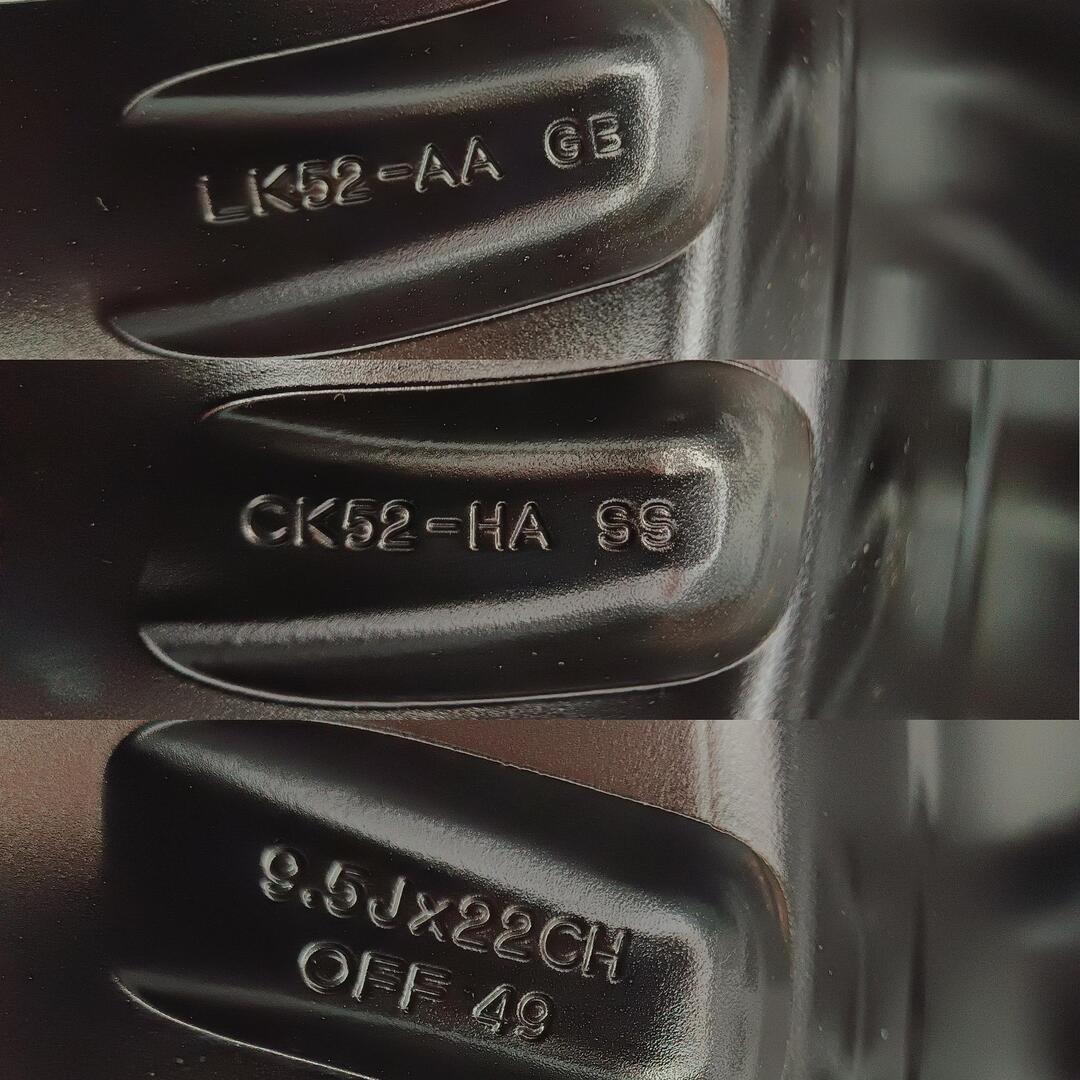 LK52-AA GB
CK52-HA SS
9.5Jx22CH
OFF 49